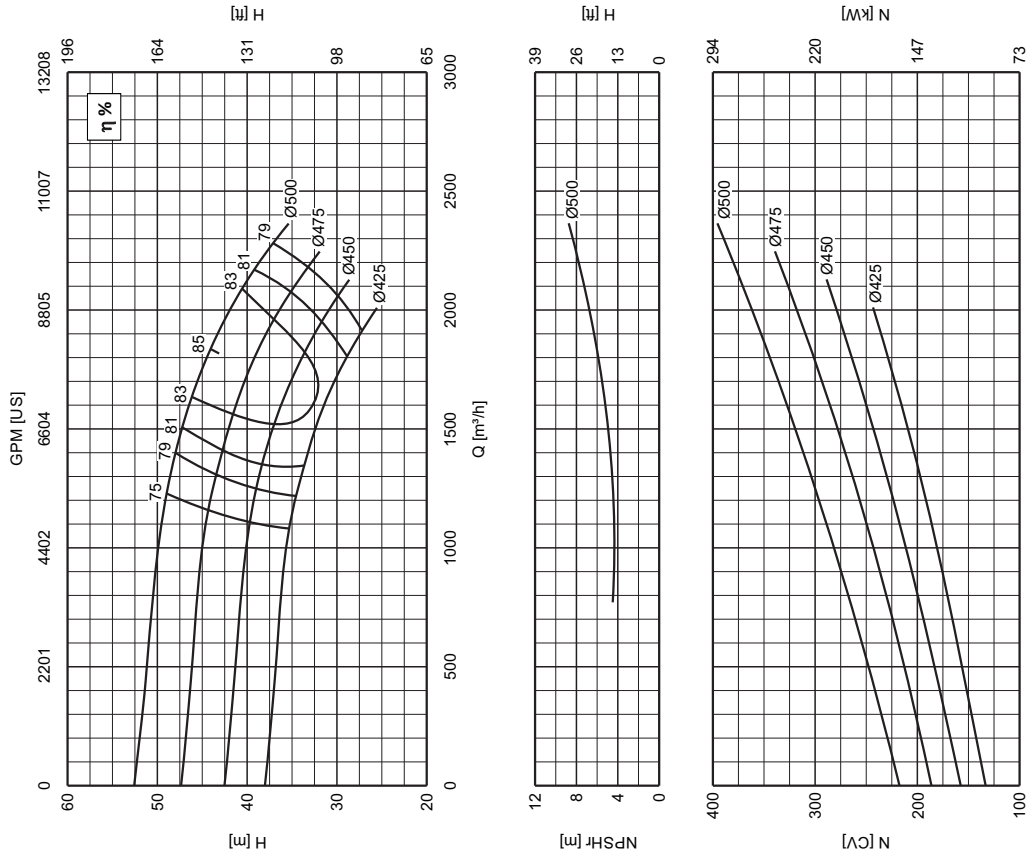 GPM [US]
0 2201 4402 6604 8805 11007 13208
H [m]
60
50
40
30
20
H [ft]
196
164
131
98
65
η %
75
79
81
83
85
83
81
79
Ø500
Ø475
Ø450
Ø425
0 500 1000 1500 2000 2500 3000
Q [m³/h]
NPSHr [m]
12
8
4
0
H [ft]
39
26
13
0
Ø500
N [CV]
400
300
200
100
N [kW]
294
220
147
73
Ø500
Ø475
Ø450
Ø425